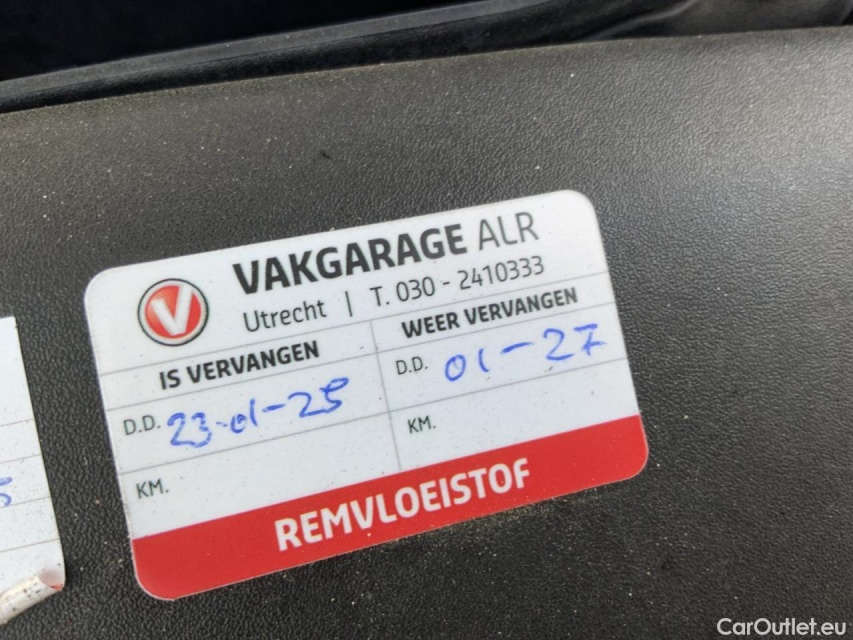 V
VAKGARAGE ALR
Utrecht | T. 030 - 2410333
IS VERVANGEN
WEER VERVANGEN
D.D. 23-01-25
D.D. 01-27
KM.
KM.
REMVLOEISTOF
5
CarOutlet.eu